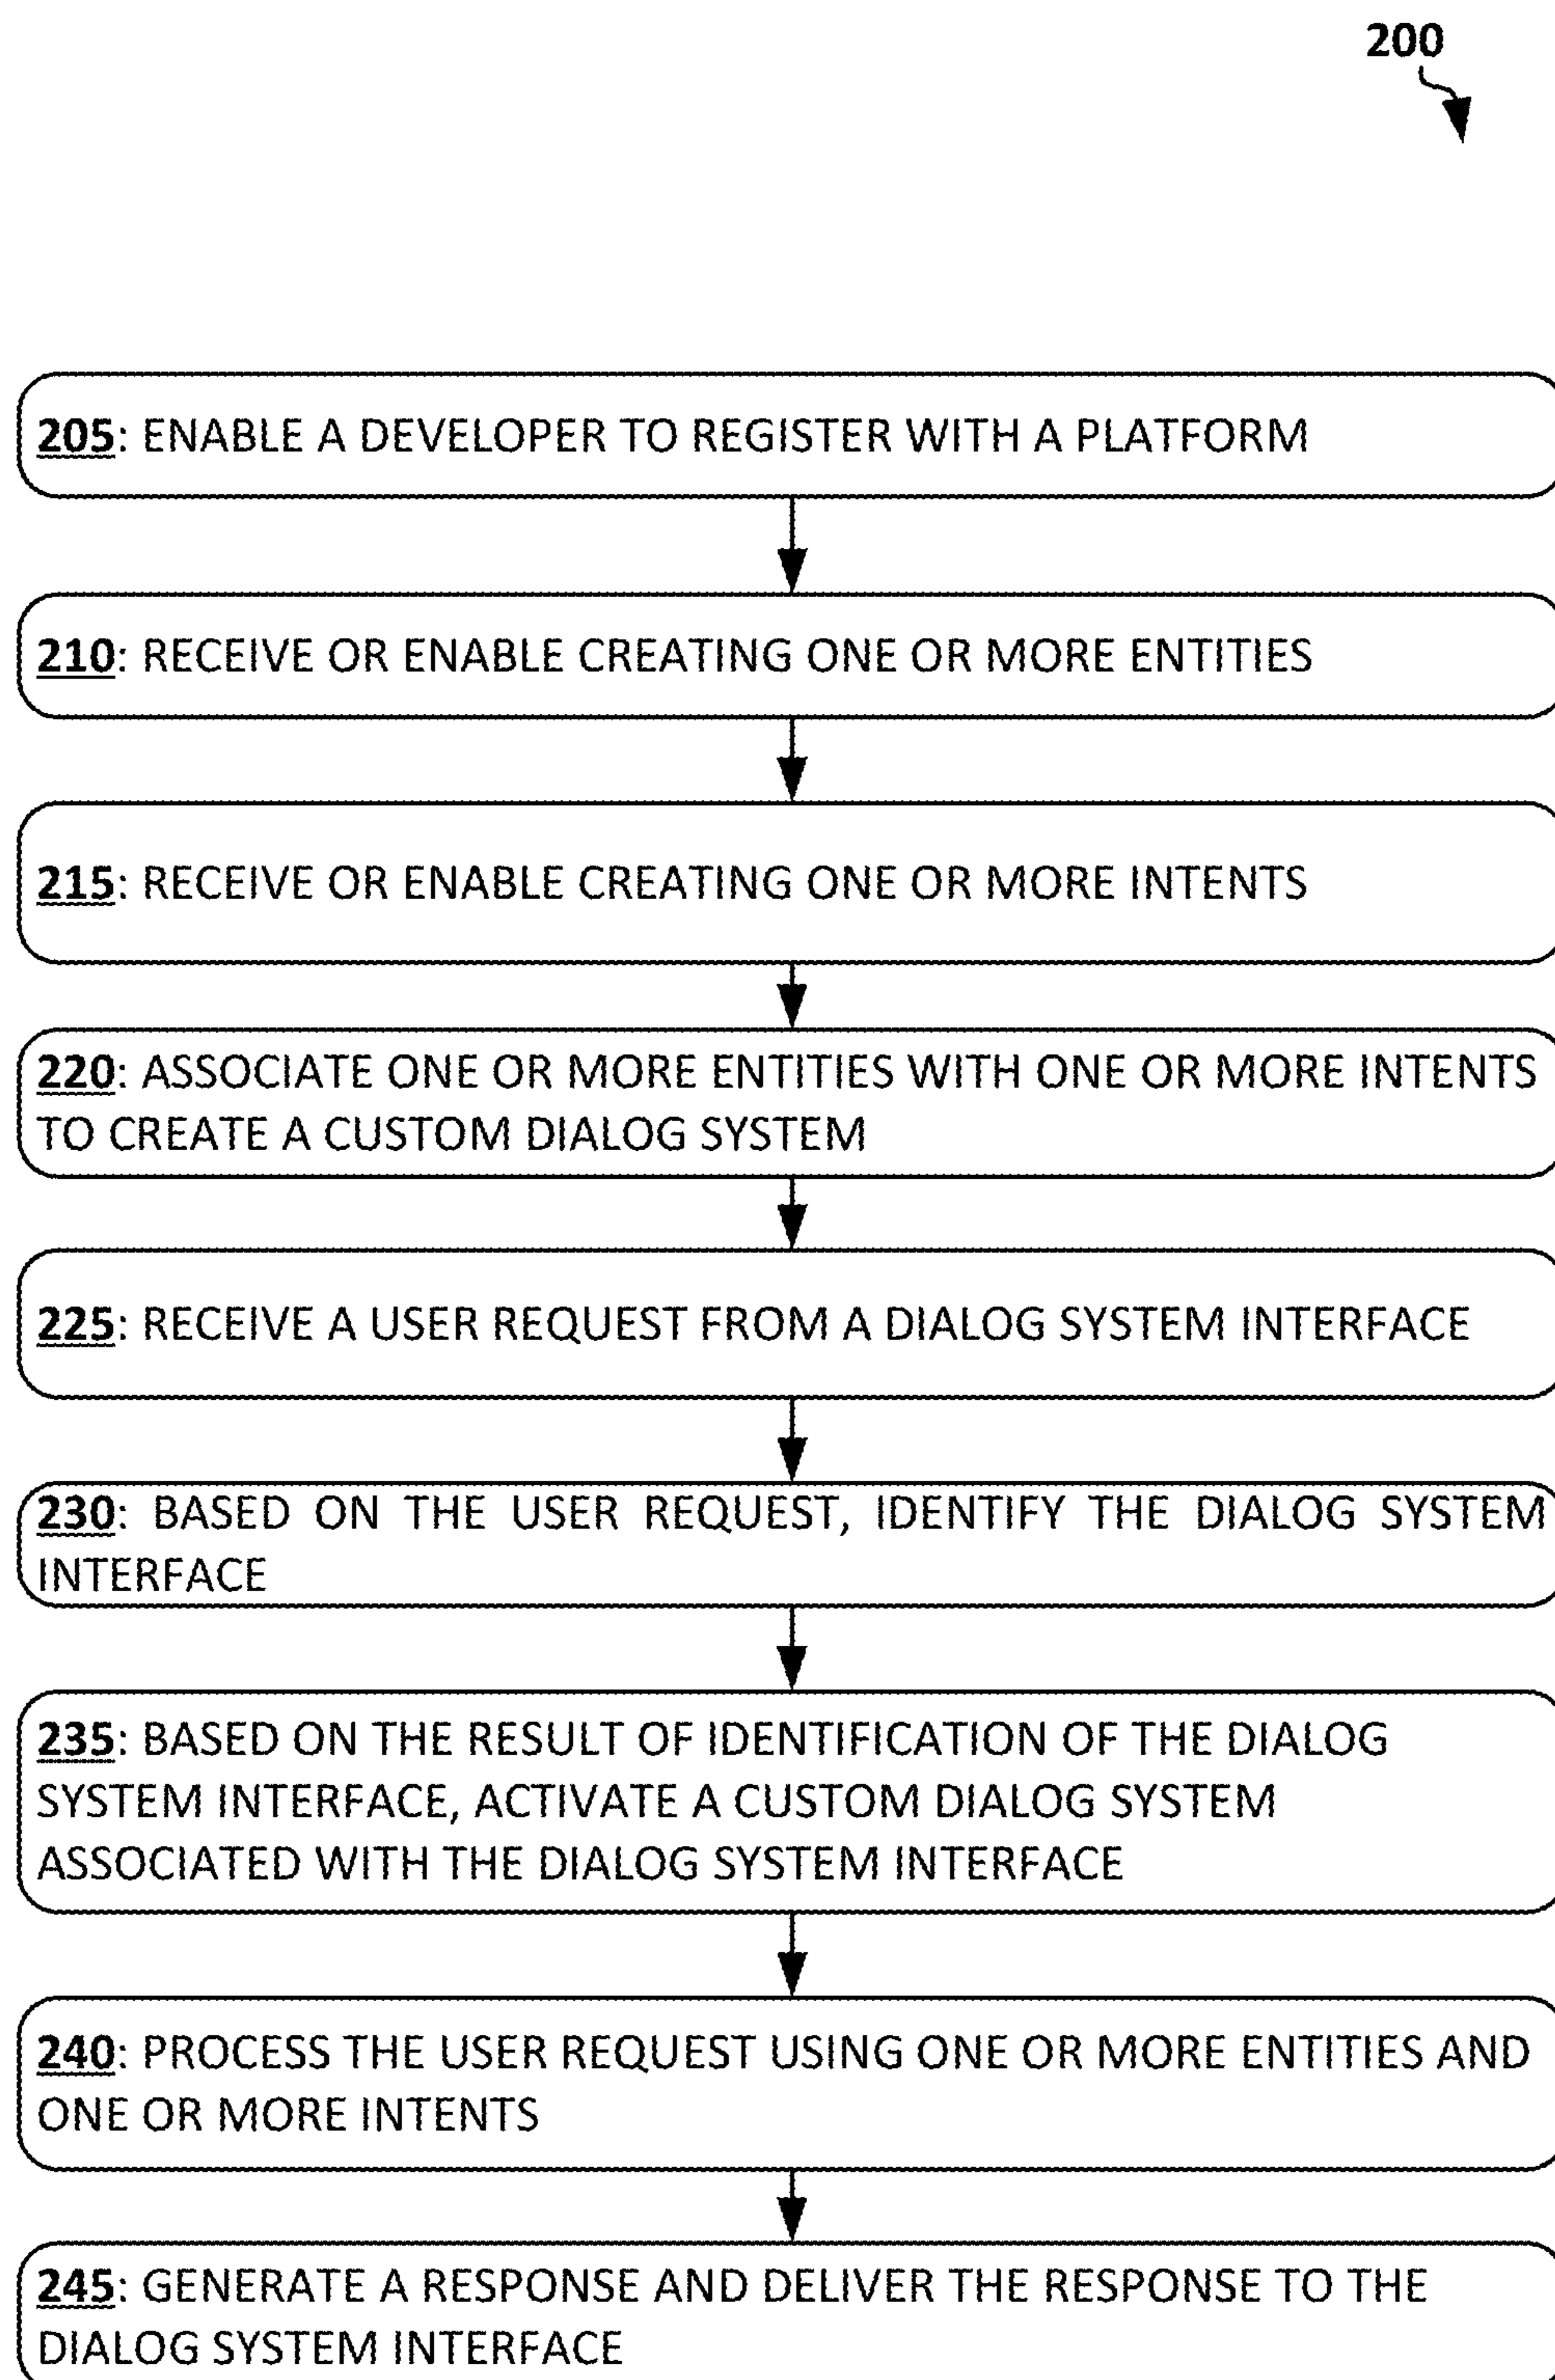 200
205: ENABLE A DEVELOPER TO REGISTER WITH A PLATFORM
210: RECEIVE OR ENABLE CREATING ONE OR MORE ENTITIES
215: RECEIVE OR ENABLE CREATING ONE OR MORE INTENTS
220: ASSOCIATE ONE OR MORE ENTITIES WITH ONE OR MORE INTENTS
TO CREATE A CUSTOM DIALOG SYSTEM
225: RECEIVE A USER REQUEST FROM A DIALOG SYSTEM INTERFACE
230: BASED ON THE USER REQUEST, IDENTIFY THE DIALOG SYSTEM
INTERFACE
235: BASED ON THE RESULT OF IDENTIFICATION OF THE DIALOG
SYSTEM INTERFACE, ACTIVATE A CUSTOM DIALOG SYSTEM
ASSOCIATED WITH THE DIALOG SYSTEM INTERFACE
240: PROCESS THE USER REQUEST USING ONE OR MORE ENTITIES AND
ONE OR MORE INTENTS
245: GENERATE A RESPONSE AND DELIVER THE RESPONSE TO THE
DIALOG SYSTEM INTERFACE